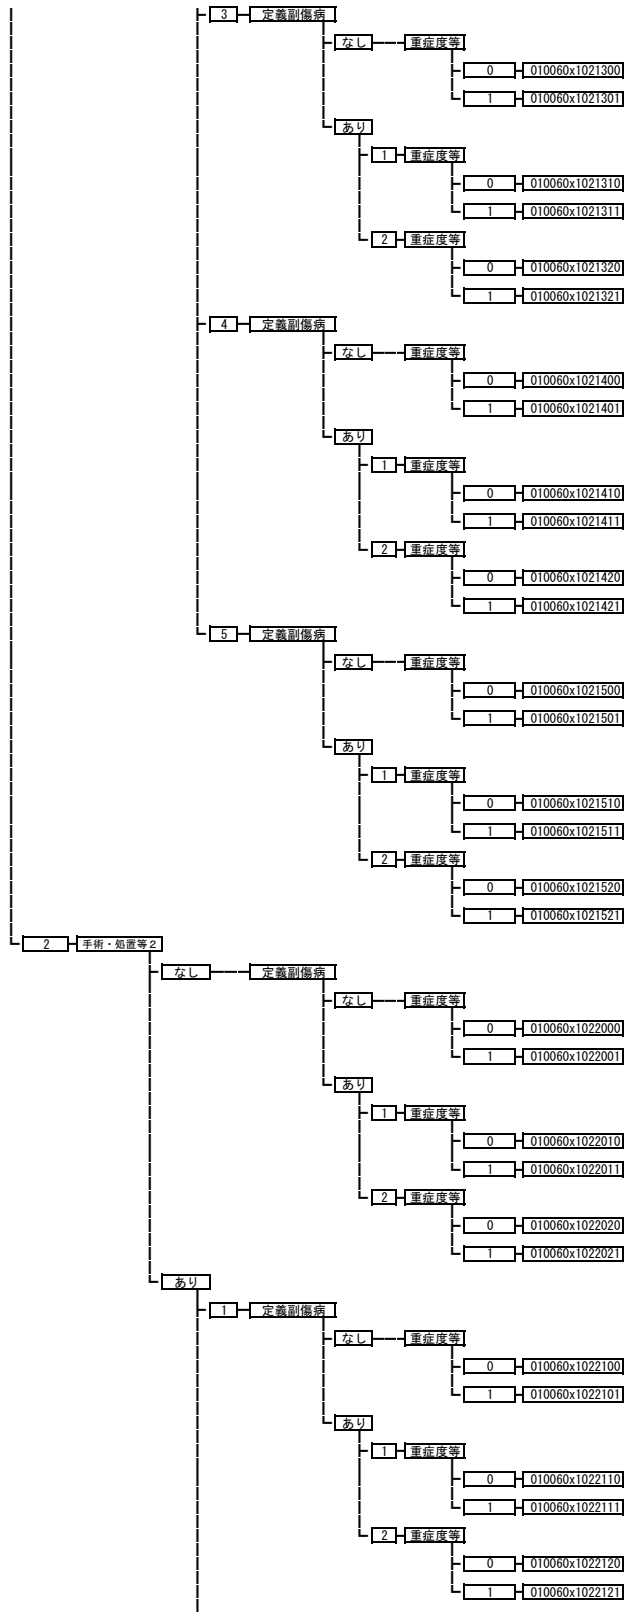 3 定義副傷病
なし 重症度等
0 010060x1021300
1 010060x1021301
あり
1 重症度等
0 010060x1021310
1 010060x1021311
2 重症度等
0 010060x1021320
1 010060x1021321
4 定義副傷病
なし 重症度等
0 010060x1021400
1 010060x1021401
あり
1 重症度等
0 010060x1021410
1 010060x1021411
2 重症度等
0 010060x1021420
1 010060x1021421
5 定義副傷病
なし 重症度等
0 010060x1021500
1 010060x1021501
あり
1 重症度等
0 010060x1021510
1 010060x1021511
2 重症度等
0 010060x1021520
1 010060x1021521
2 手術・処置等2
なし 定義副傷病
なし 重症度等
0 010060x1022000
1 010060x1022001
あり
1 重症度等
0 010060x1022010
1 010060x1022011
2 重症度等
0 010060x1022020
1 010060x1022021
あり
1 定義副傷病
なし 重症度等
0 010060x1022100
1 010060x1022101
あり
1 重症度等
0 010060x1022110
1 010060x1022111
2 重症度等
0 010060x1022120
1 010060x1022121